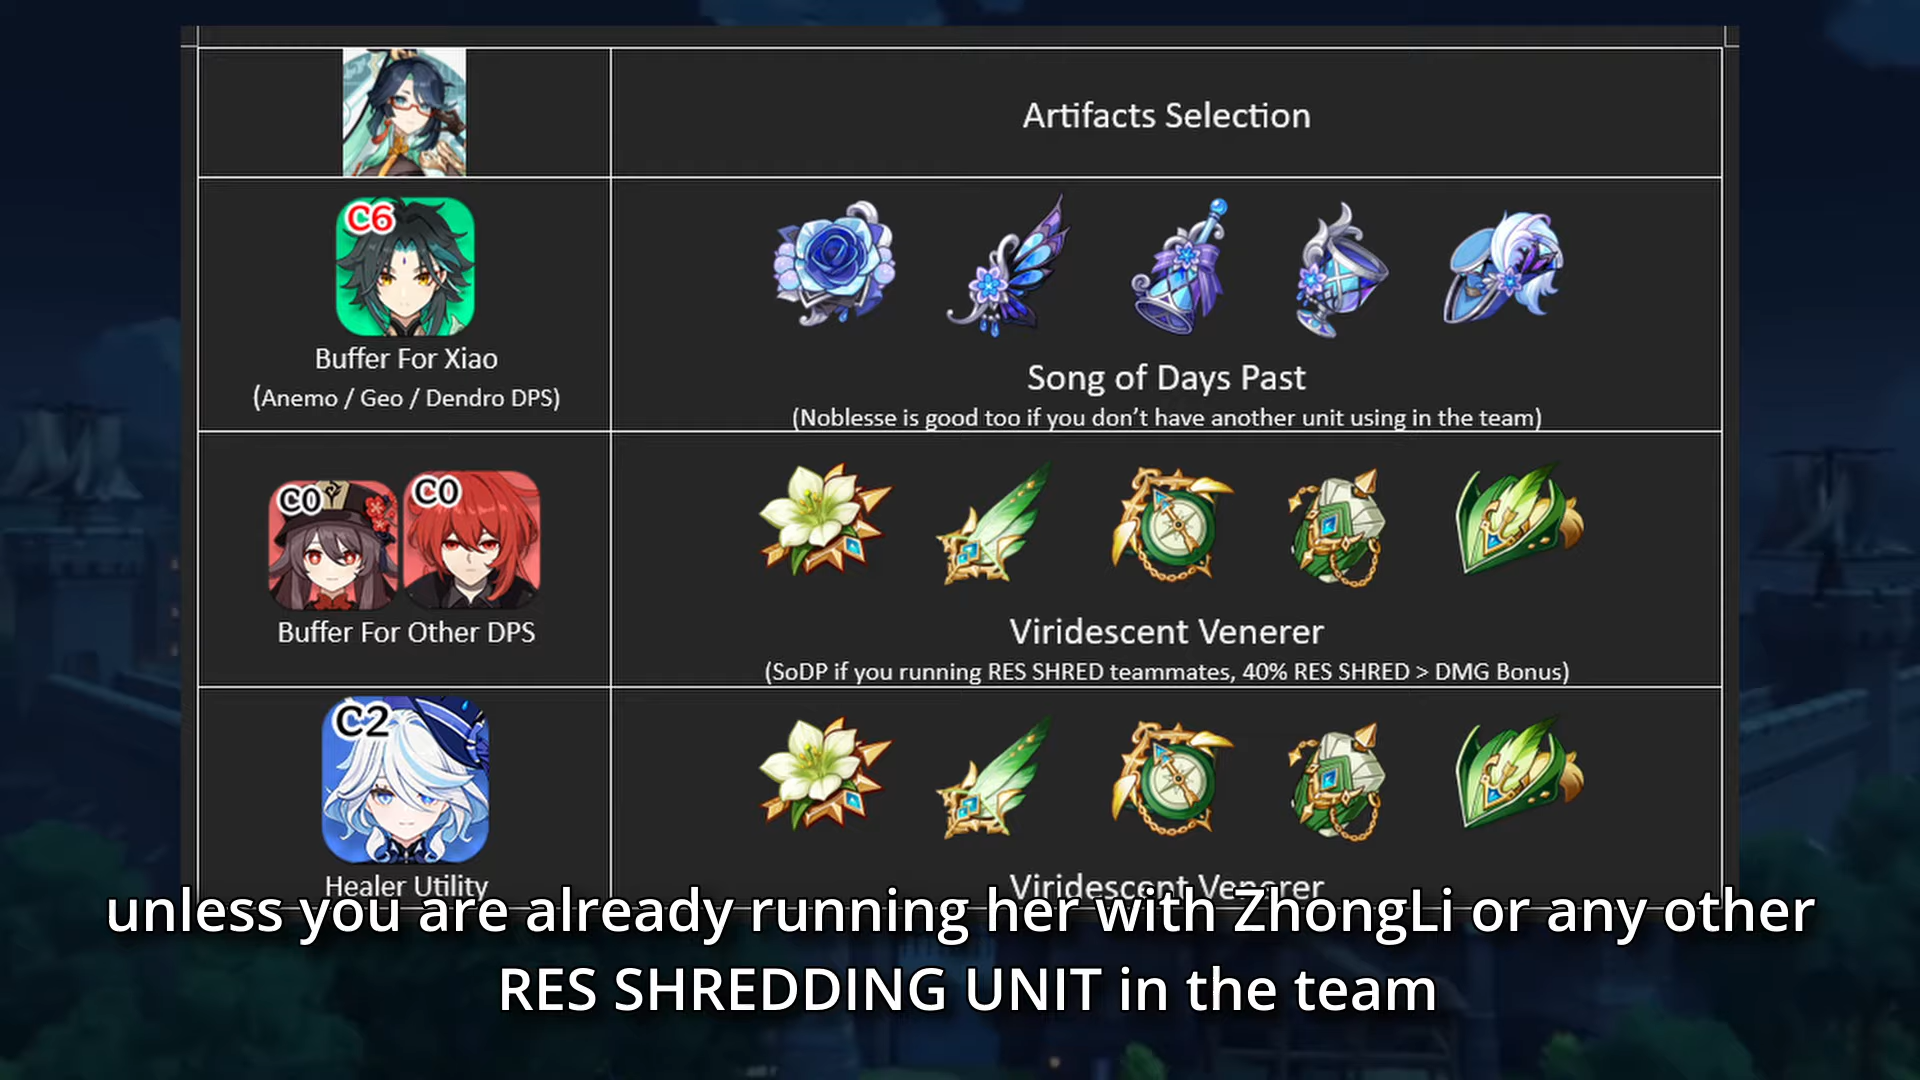 Artifacts Selection
C6
Buffer For Xiao
(Anemo / Geo / Dendro DPS)
Song of Days Past
(Noblesse is good too if you don’t have another unit using in the team)
C0
C0
Buffer For Other DPS
Viridescent Venerer
(SoDP if you running RES SHRED teammates, 40% RES SHRED > DMG Bonus)
C2
Healer Utility
Viridescent Venerer
unless you are already running her with ZhongLi or any other
RES SHREDDING UNIT in the team